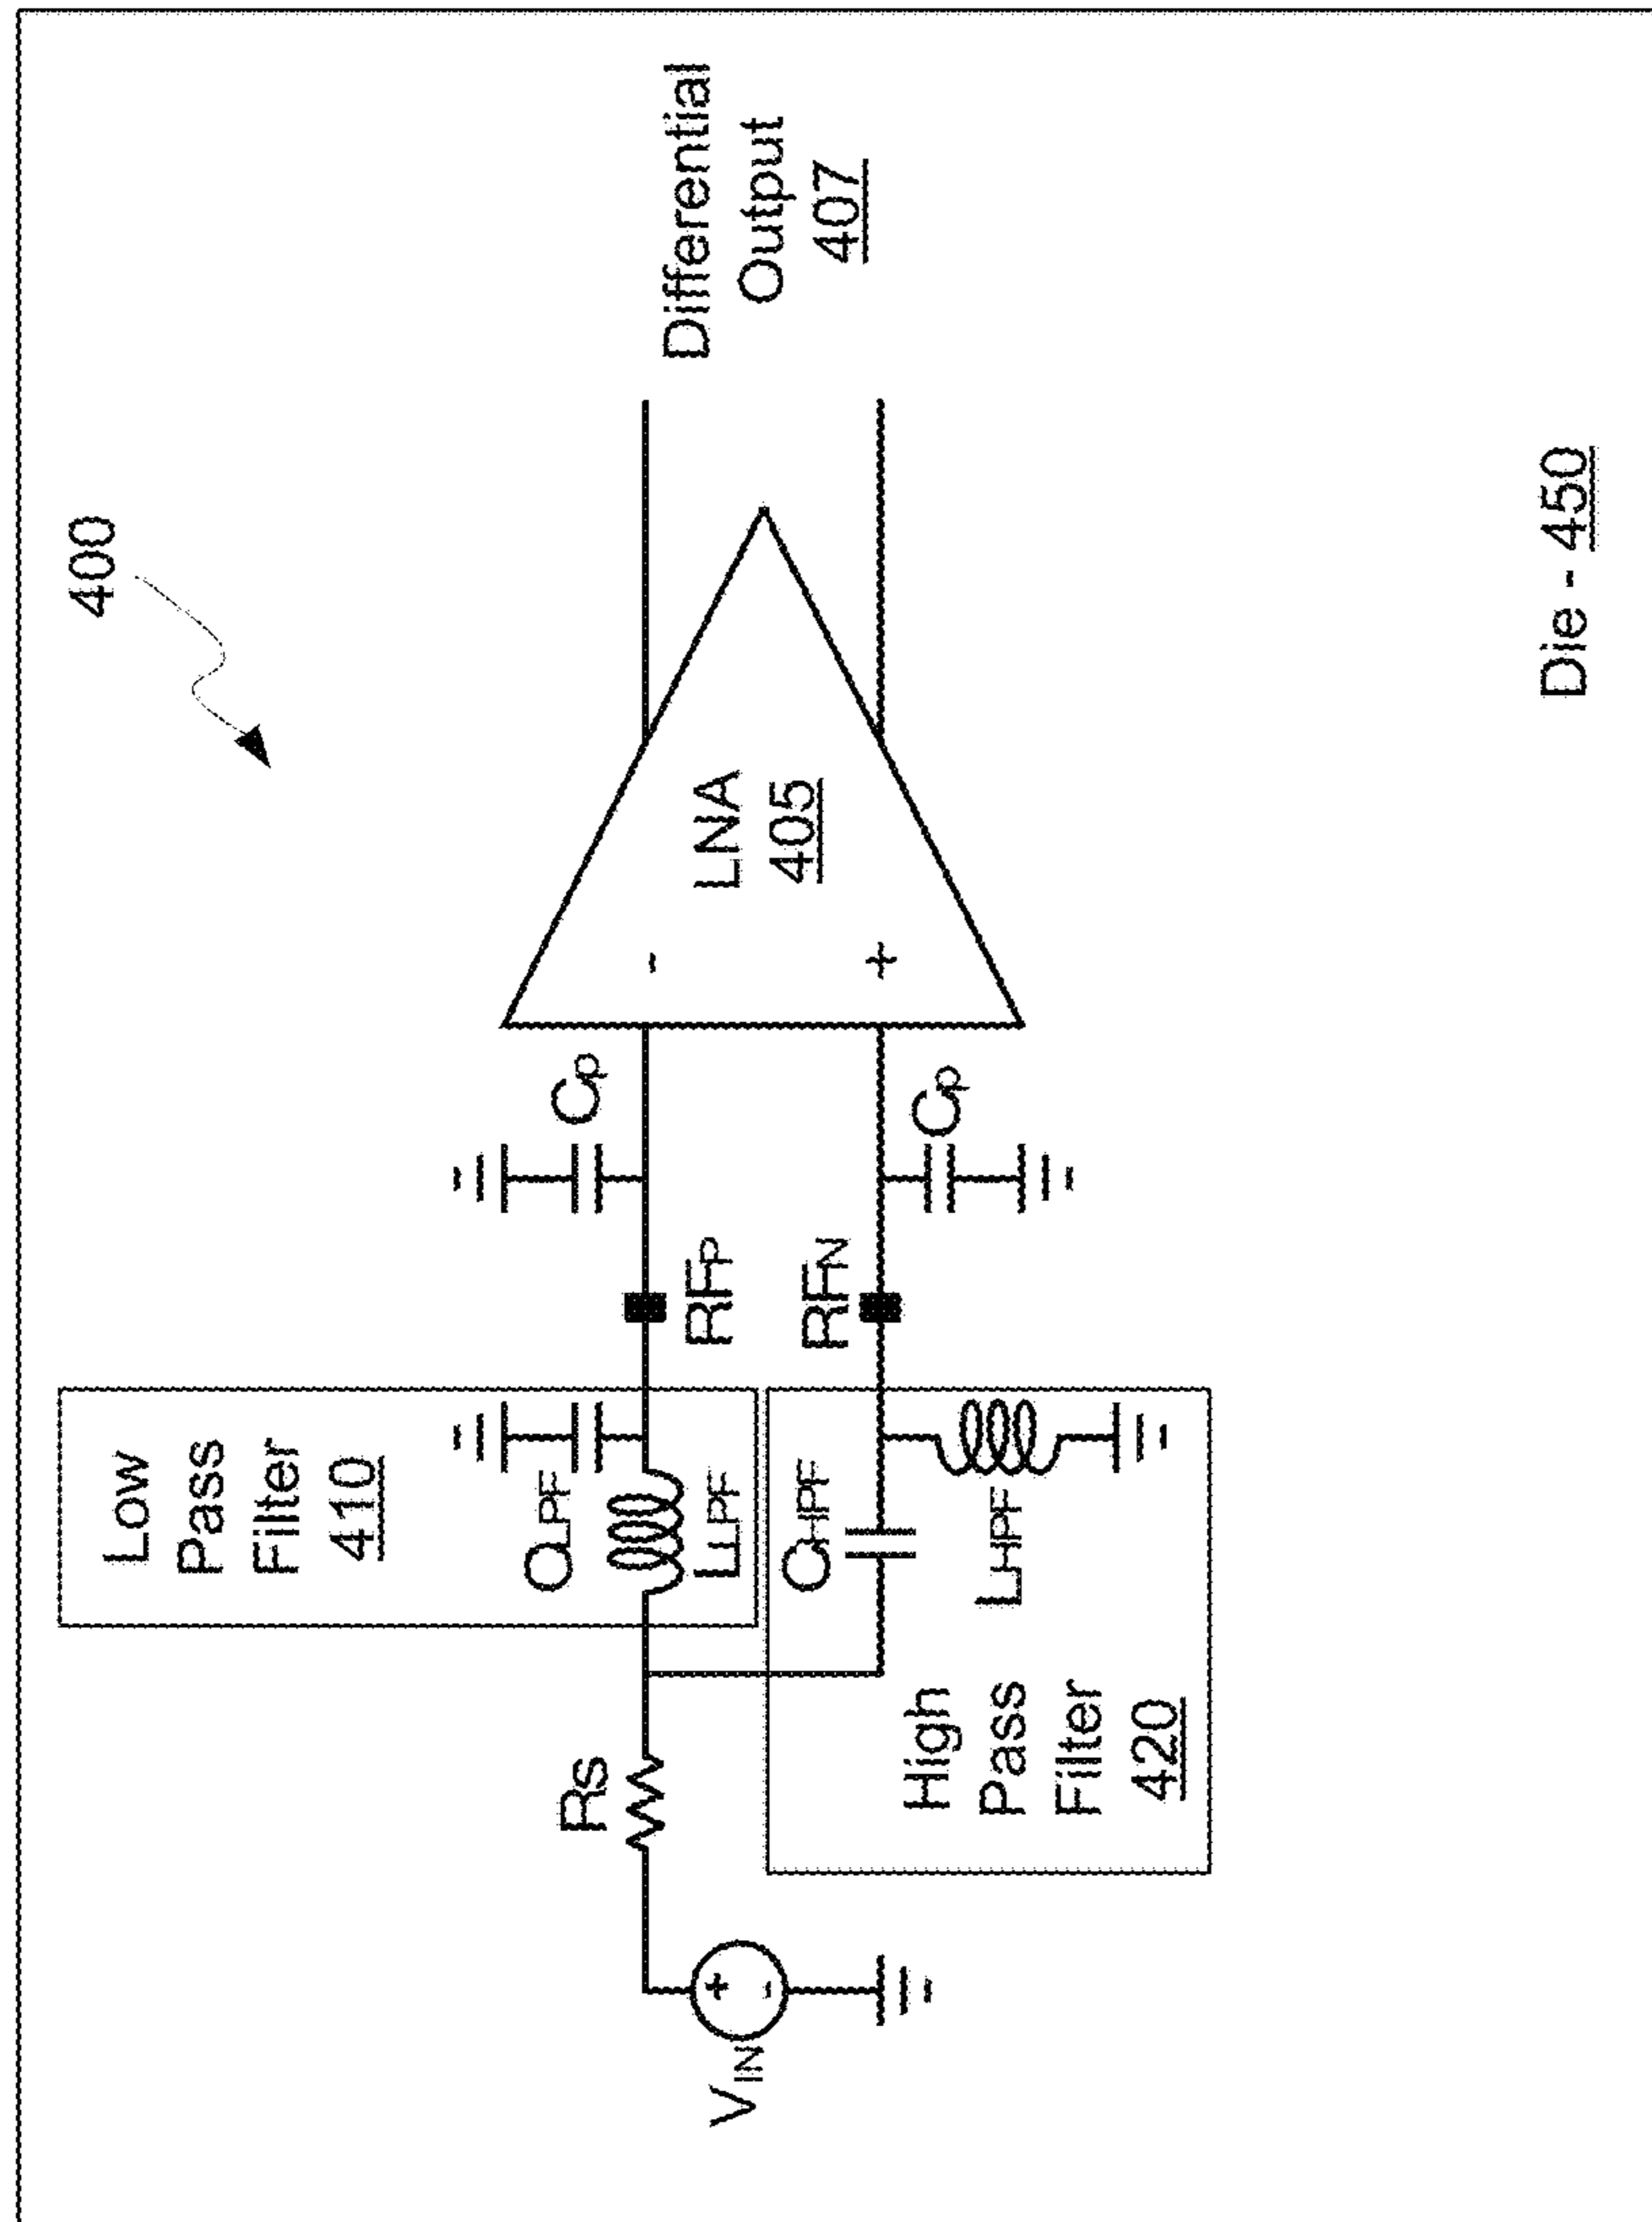 400
Low
Pass
Filter
410
CLPF
LLPF
CHPF
LHPF
High
Pass
Filter
420
VIN
+
-
Rs
RFP
RFN
Cp
Cp
-
+
LNA
405
Differential
Output
407
Die - 450